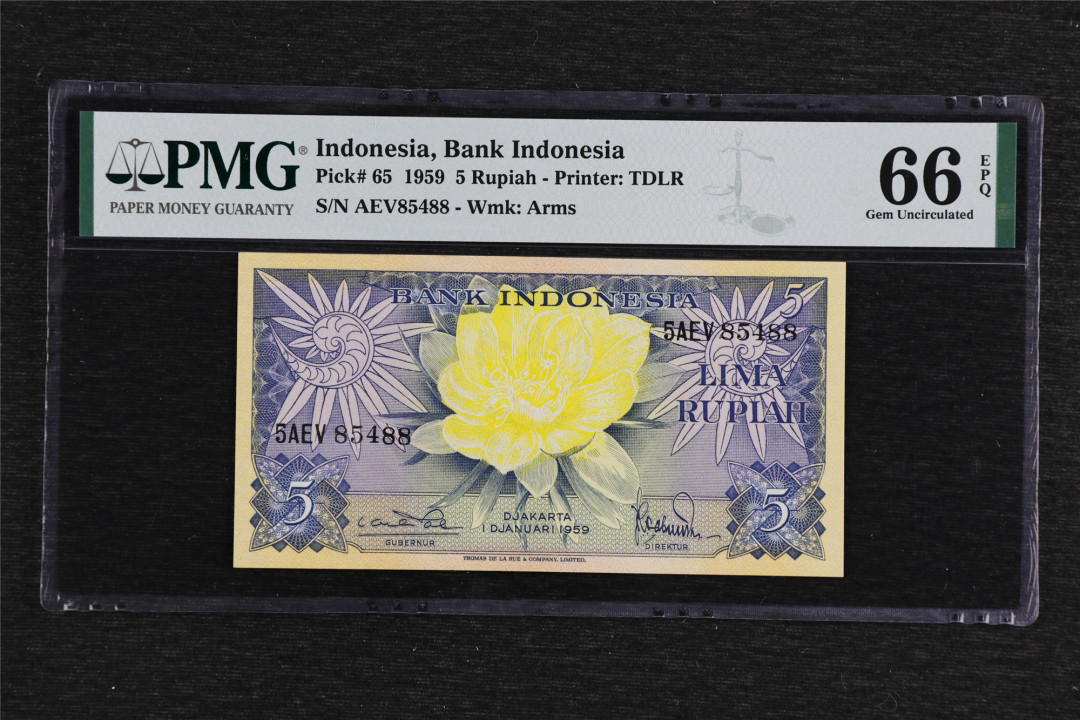 PMG®
PAPER MONEY GUARANTY
Indonesia, Bank Indonesia
Pick# 65 1959 5 Rupiah - Printer: TDLR
S/N AEV85488 - Wmk: Arms
66
EPQ
Gem Uncirculated
BANK INDONESIA
5
5AEV 85488
LIMA
RUPIAH
5AEV 85488
5
5
DJAKARTA
1 DJANUARI 1959
GUBERNUR
DIREKTUR
THOMAS DE LA RUE & COMPANY, LIMITED.